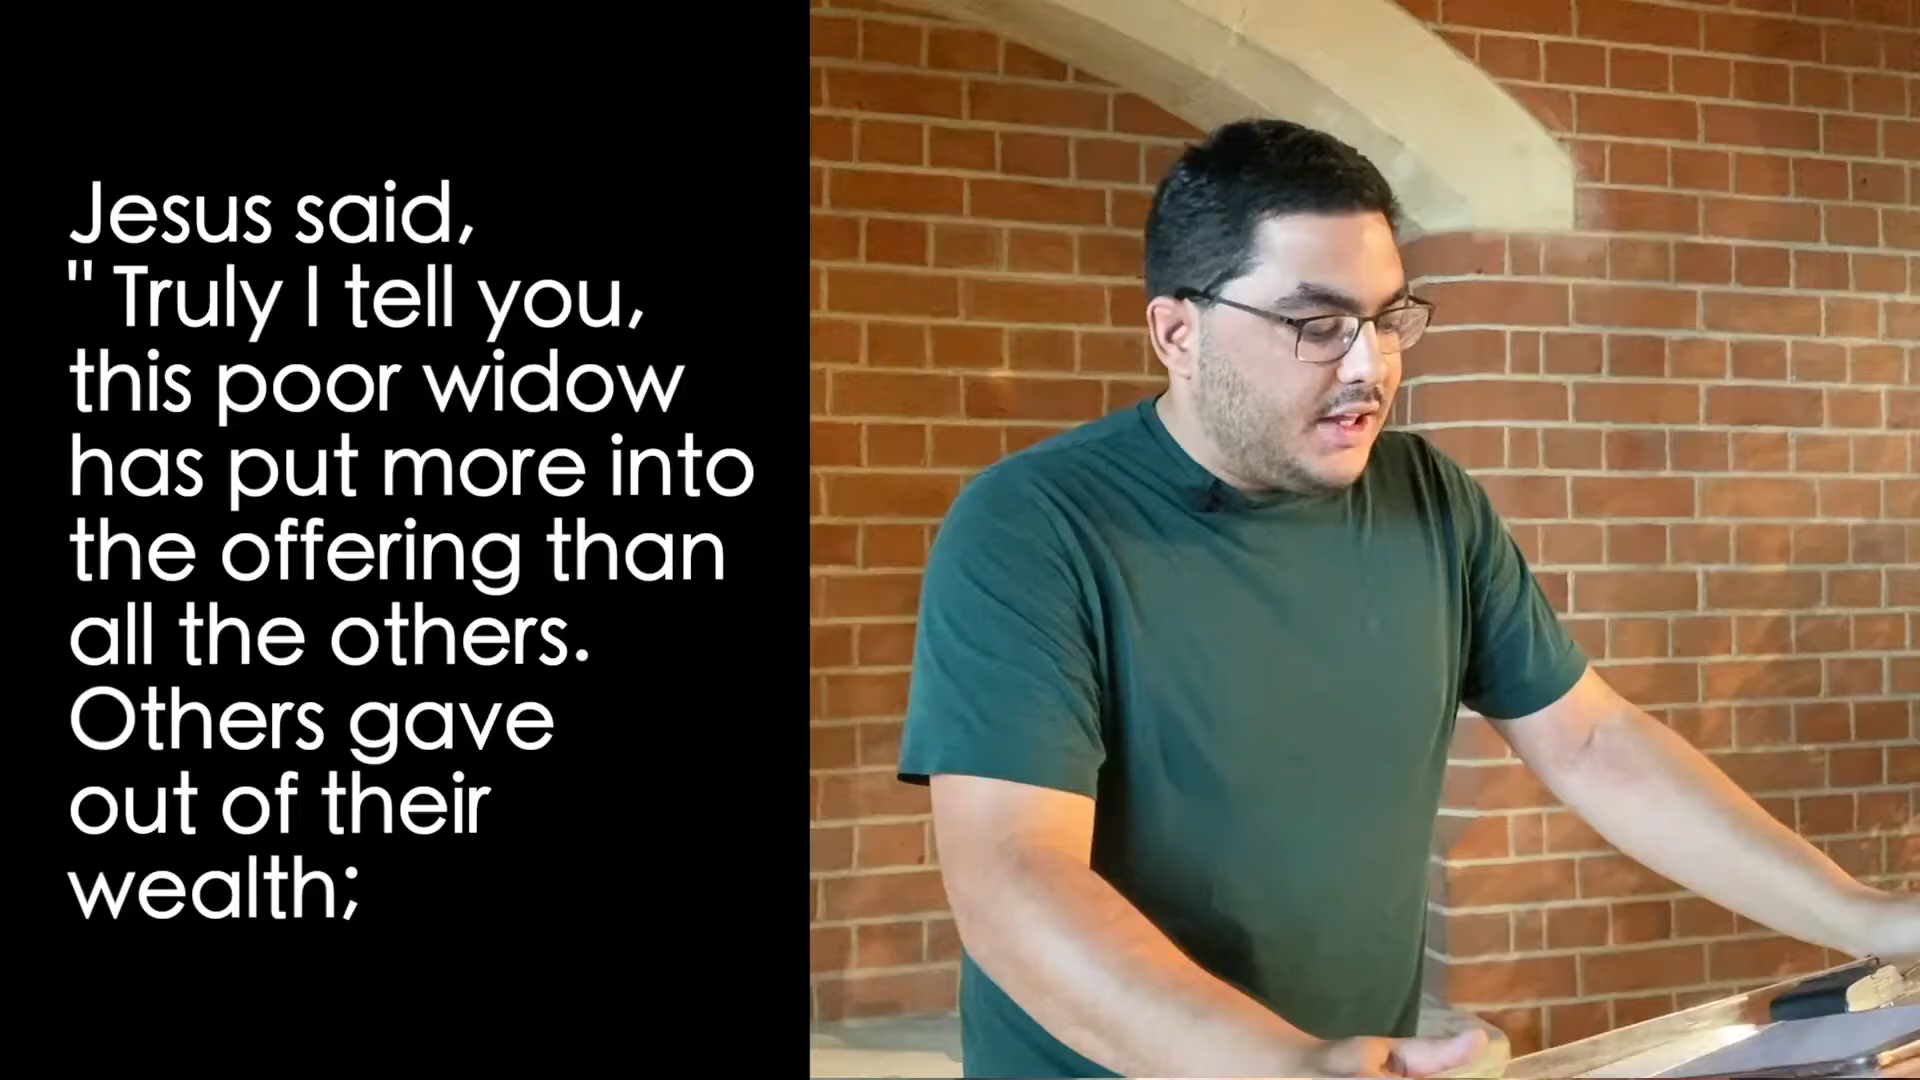 Jesus said,
" Truly I tell you,
this poor widow
has put more into
the offering than
all the others.
Others gave
out of their
wealth;